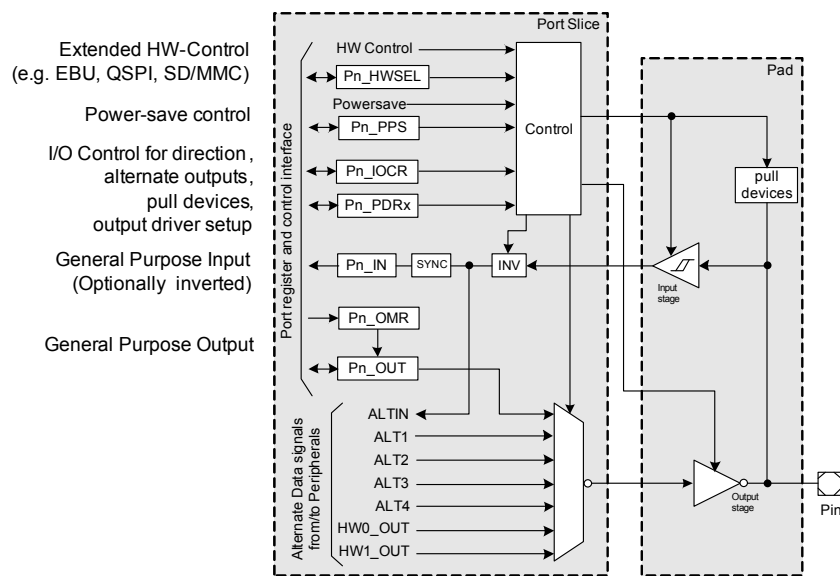 Port Slice
Extended HW-Control
(e.g. EBU, QSPI, SD/MMC)
Power-save control
I/O Control for direction,
alternate outputs,
pull devices,
output driver setup
General Purpose Input
(Optionally inverted)
General Purpose Output
Port register and control interface
HW Control
Pn_HWSEL
Powersave
Pn_PPS
Pn_IOCR
Pn_PDRx
Control
Pn_IN
SYNC
INV
Pn_OMR
Pn_OUT
Alternate Data signals
from/to Peripherals
ALTIN
ALT1
ALT2
ALT3
ALT4
HW0_OUT
HW1_OUT
Pad
pull
devices
Input
stage
Output
stage
Pin